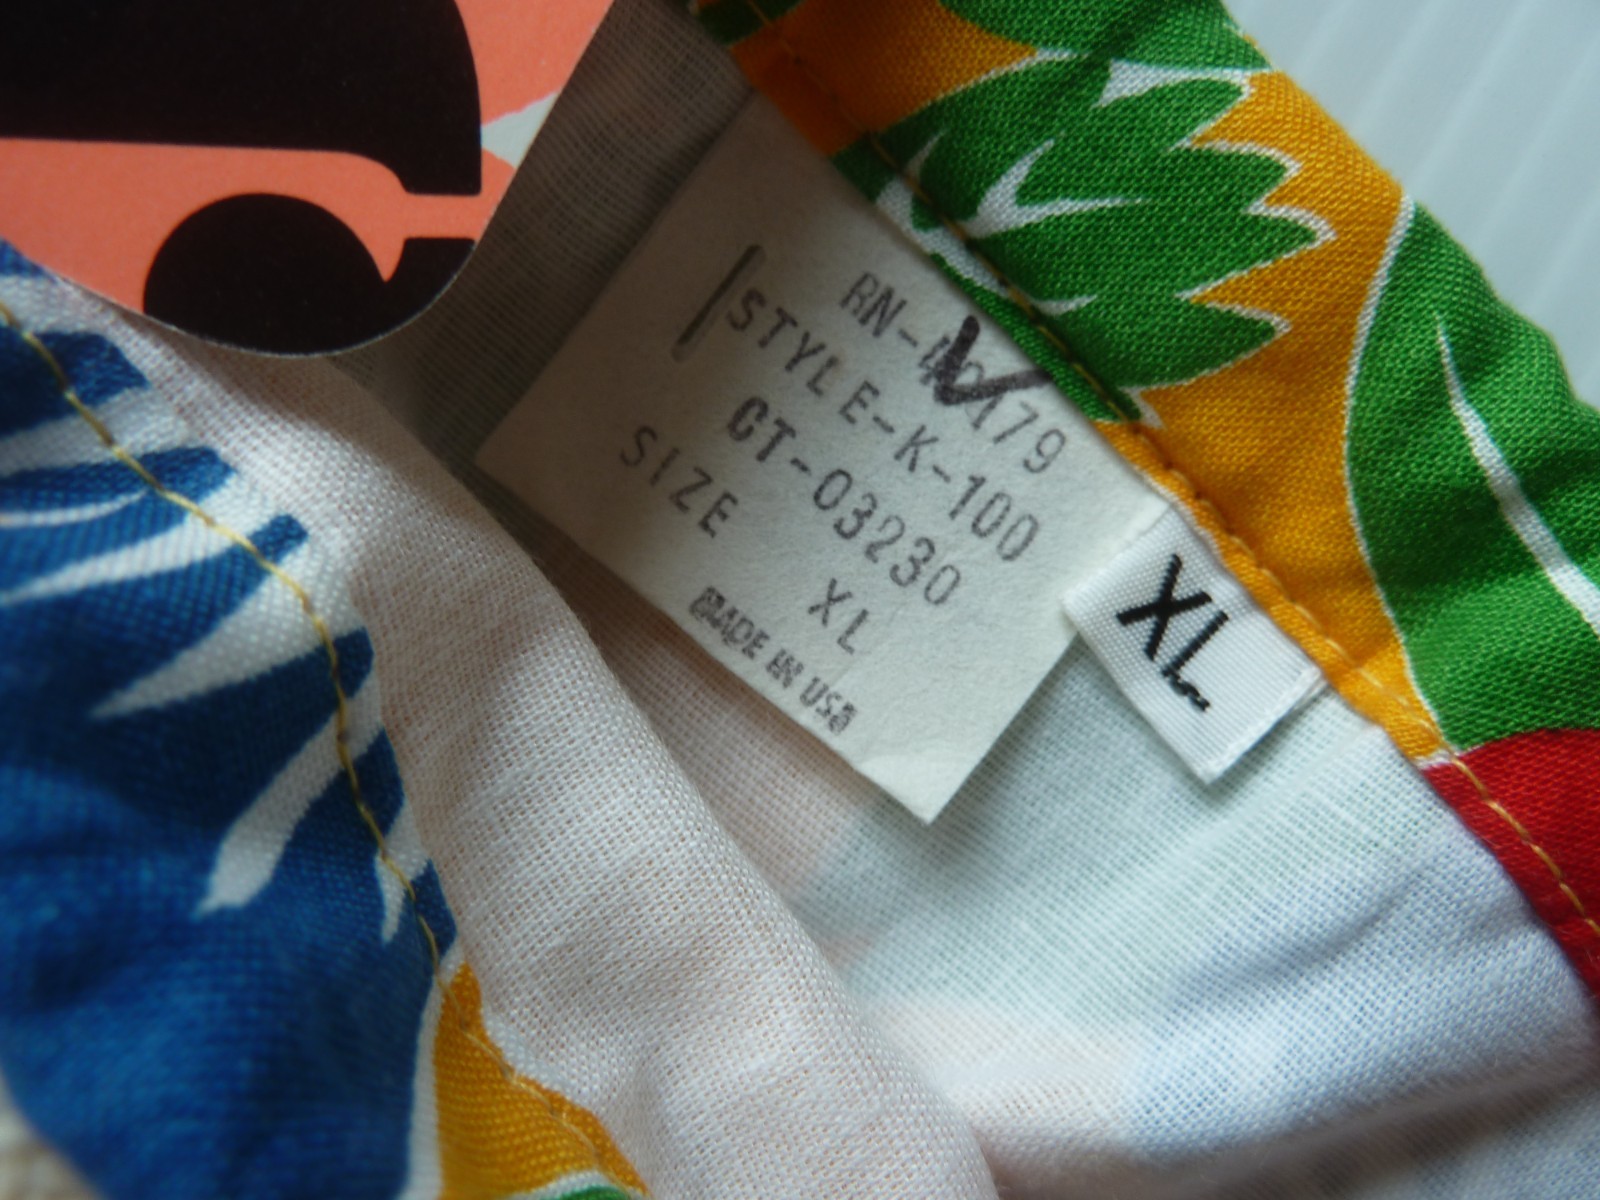 STYLE-K-100
CT-03230
SIZE XL
MADE IN USA
XL